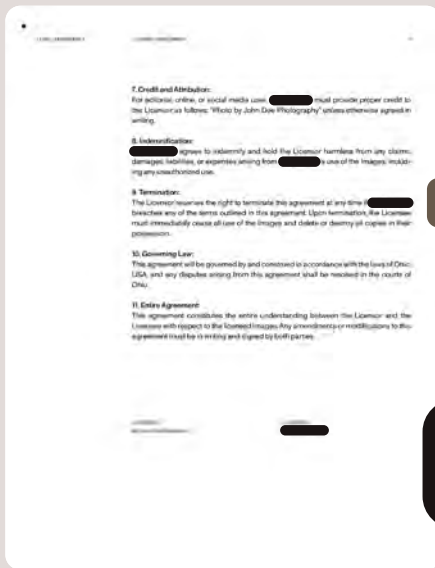 7. Credit and Attribution:
For editorial, online, or social media uses, must provide proper credit to
the Licensor as follows: "Photo by John Doe Photography" unless otherwise agreed in
writing.
8. Indemnification:
agrees to indemnify and hold the Licensor harmless from any claims,
damages, liabilities, or expenses arising from 's use of the Images, includ-
ing any unauthorized use.
9. Termination:
The Licensor reserves the right to terminate this agreement at any time if
breaches any of the terms outlined in this agreement. Upon termination, the Licensee
must immediately cease all use of the Images and delete or destroy all copies in their
possession.
10. Governing Law:
This agreement will be governed by and construed in accordance with the laws of Ohio,
USA, and any disputes arising from this agreement shall be resolved in the courts of
Ohio.
11. Entire Agreement:
This agreement constitutes the entire understanding between the Licensor and the
Licensee with respect to the licensed images. Any amendments or modifications to this
agreement must be in writing and signed by both parties.